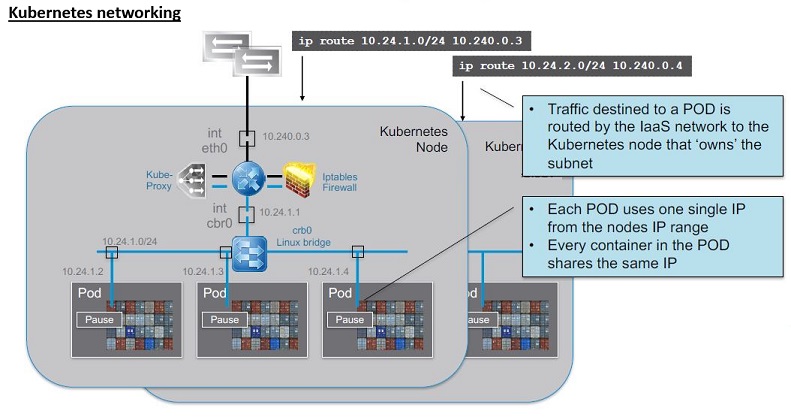 Kubernetes networking
ip route 10.24.1.0/24 10.240.0.3
ip route 10.24.2.0/24 10.240.0.4
• Traffic destined to a POD is
routed by the IaaS network to the
Kubernetes node that ‘owns’ the
subnet
int
eth0
10.240.0.3
Kubernetes
Node
Kube-
Proxy
Iptables
Firewall
int
cbr0
10.24.1.1
crb0
Linux bridge
• Each POD uses one single IP
from the nodes IP range
• Every container in the POD
shares the same IP
10.24.1.0/24
10.24.1.2
10.24.1.3
10.24.1.4
Pod
Pod
Pod
Pause
Pause
Pause